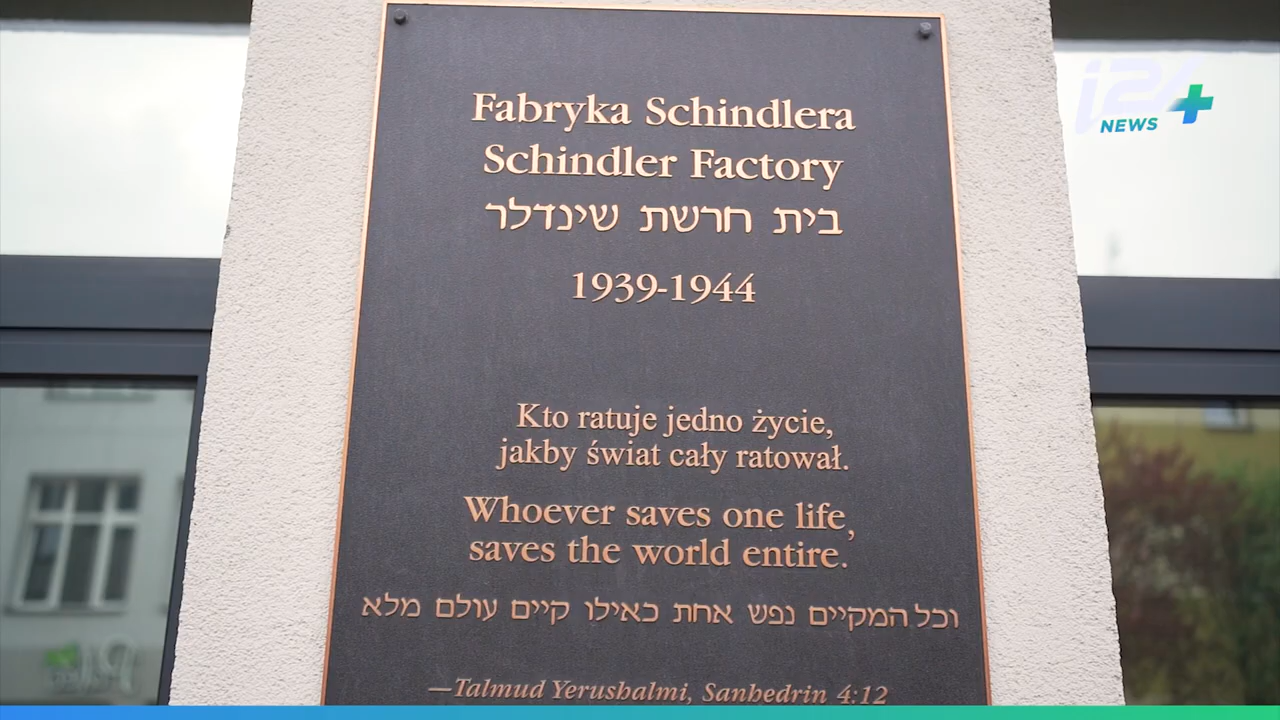 Fabryka Schindlera
Schindler Factory
בית חרשת שינדלר
1939-1944
Kto ratuje jedno życie,
jakby świat cały ratował.
Whoever saves one life,
saves the world entire.
וכל המקיים נפש אחת כאילו קיים עולם מלא
—Talmud Yerushalmi, Sanhedrin 4:12
i24
NEWS